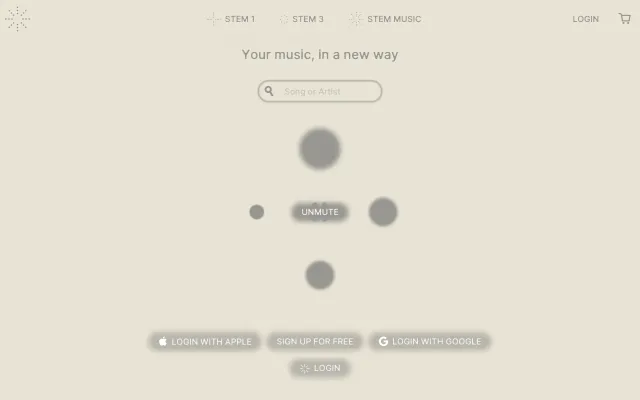 STEM 1 STEM 3 STEM MUSIC LOGIN
Your music, in a new way
Song or Artist
UNMUTE
LOGIN WITH APPLE SIGN UP FOR FREE LOGIN WITH GOOGLE
LOGIN